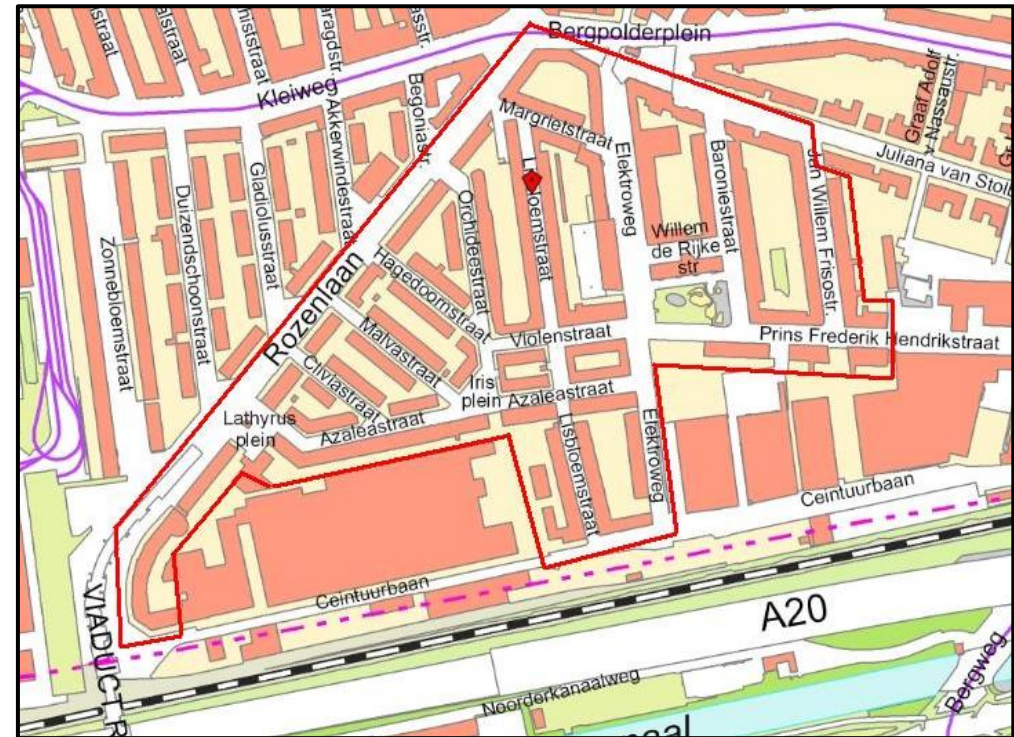 Bergpolderplein
Kleiweg
Begoniastr.
Akkerwindestraat
Gladiolusstraat
Duizendschoonstraat
Zonnebloemstraat
Margrietstraat
Elektroweg
Baroniestraat
Jan Willem Frisostr.
Graaf Adolf
v Nassaustr.
Juliana van Stolb
Orchideestraat
Willem
de Rijke
str
Rozenlaan
Hagedoornstraat
Malvastraat
Cliviastraat
Violenstraat
Prins Frederik Hendrikstraat
Iris
plein
Azaleastraat
Lathyrus
plein
Azaleastraat
Lisbloemstraat
Elektroweg
Ceintuurbaan
Ceintuurbaan
VIADUCT R
A20
Noorderkanaalweg
Bergweg